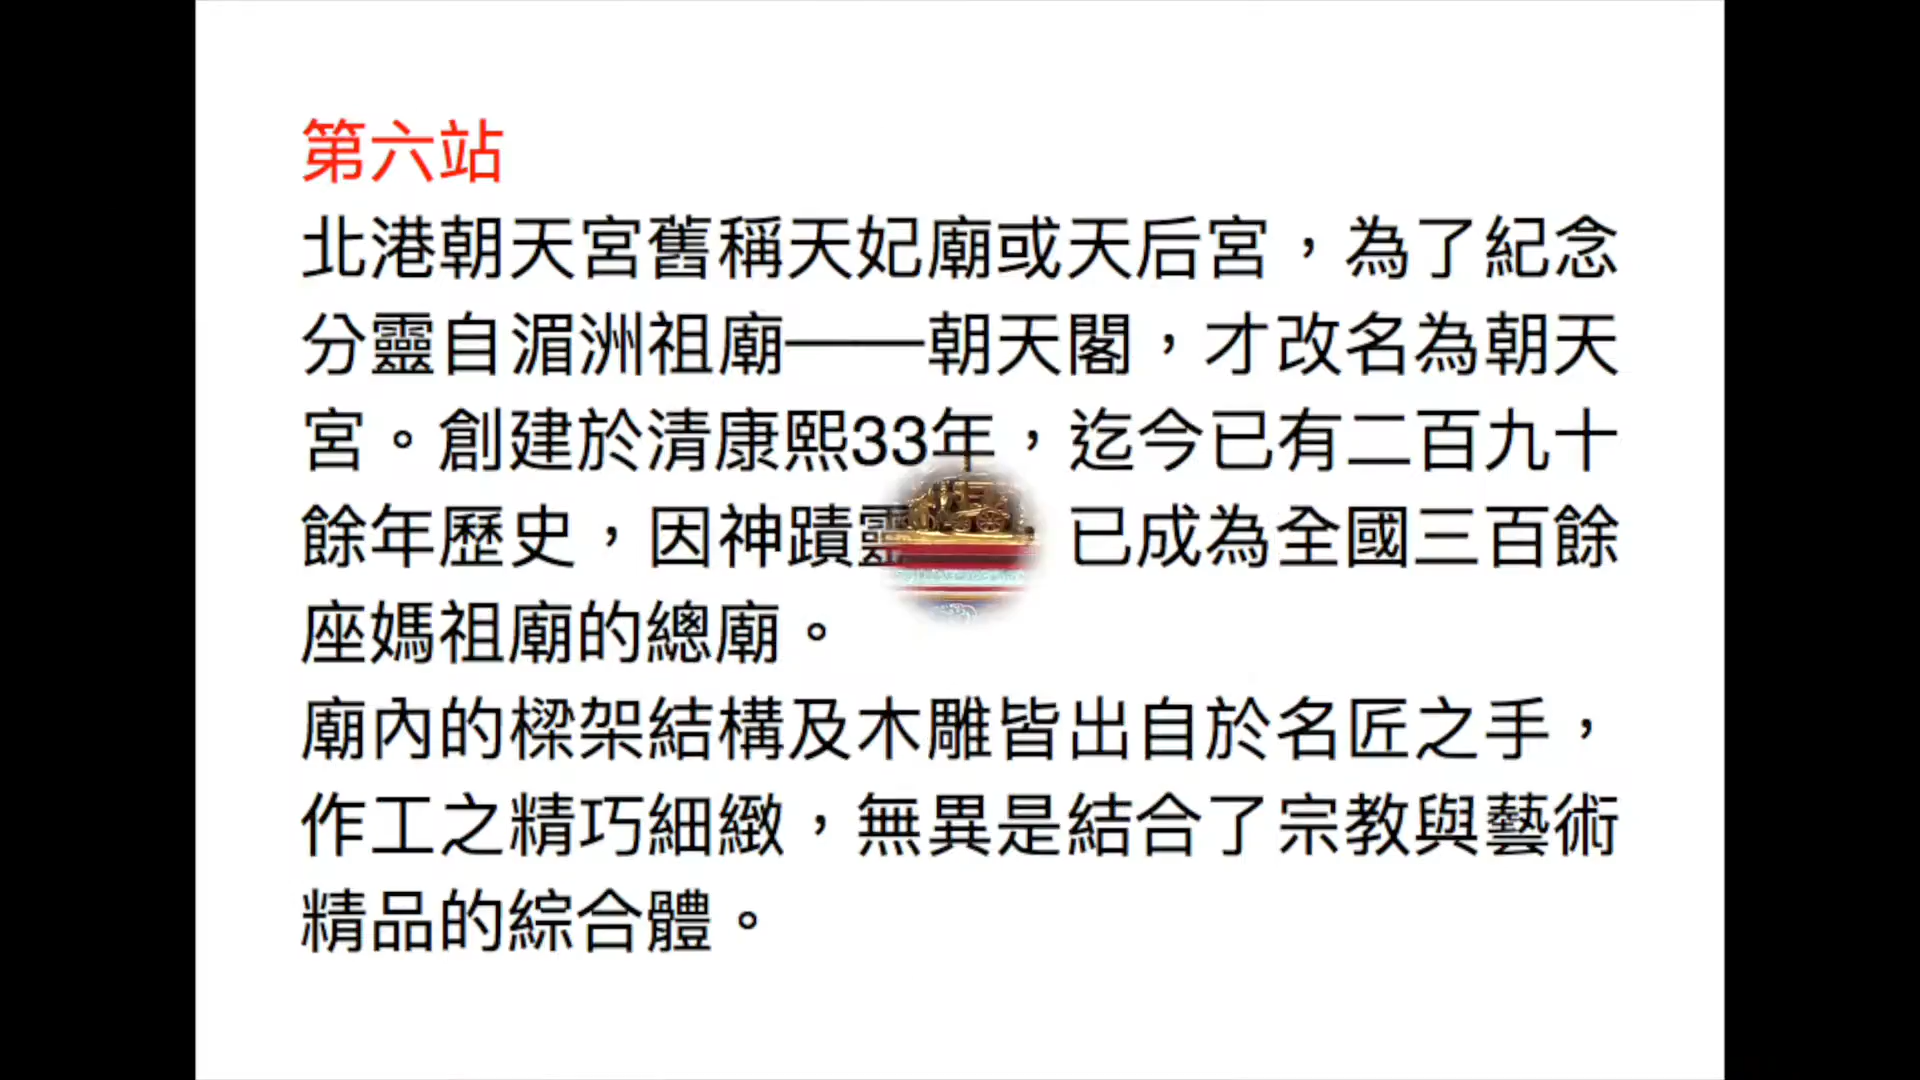 第六站
北港朝天宮舊稱天妃廟或天后宮，為了紀念
分靈自湄洲祖廟——朝天閣，才改名為朝天
宮。創建於清康熙33年，迄今已有二百九十
餘年歷史，因神蹟靈 已成為全國三百餘
座媽祖廟的總廟。
廟內的樑架結構及木雕皆出自於名匠之手，
作工之精巧細緻，無異是結合了宗教與藝術
精品的綜合體。